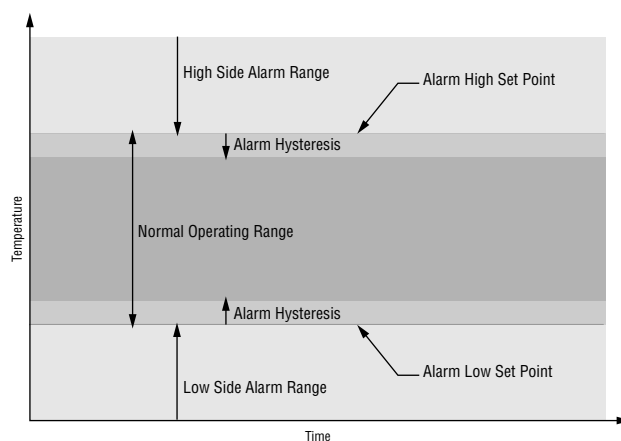 High Side Alarm Range
Alarm High Set Point
Alarm Hysteresis
Temperature
Normal Operating Range
Alarm Hysteresis
Alarm Low Set Point
Low Side Alarm Range
Time